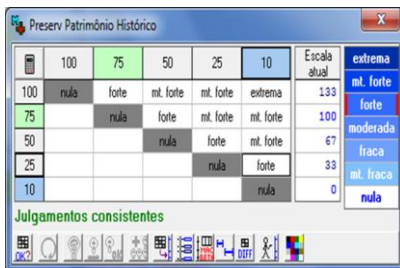 Preserv Patrimônio Histórico
X
100 75 50 25 10 Escala atual
100 nula forte mt. forte mt. forte extrema 133
75 nula forte mt. forte mt. forte 100
50 nula forte mt. forte 67
25 nula forte 33
10 nula 0
extrema
mt. forte
forte
moderada
fraca
mt. fraca
nula
Julgamentos consistentes
OK? OK DIFF